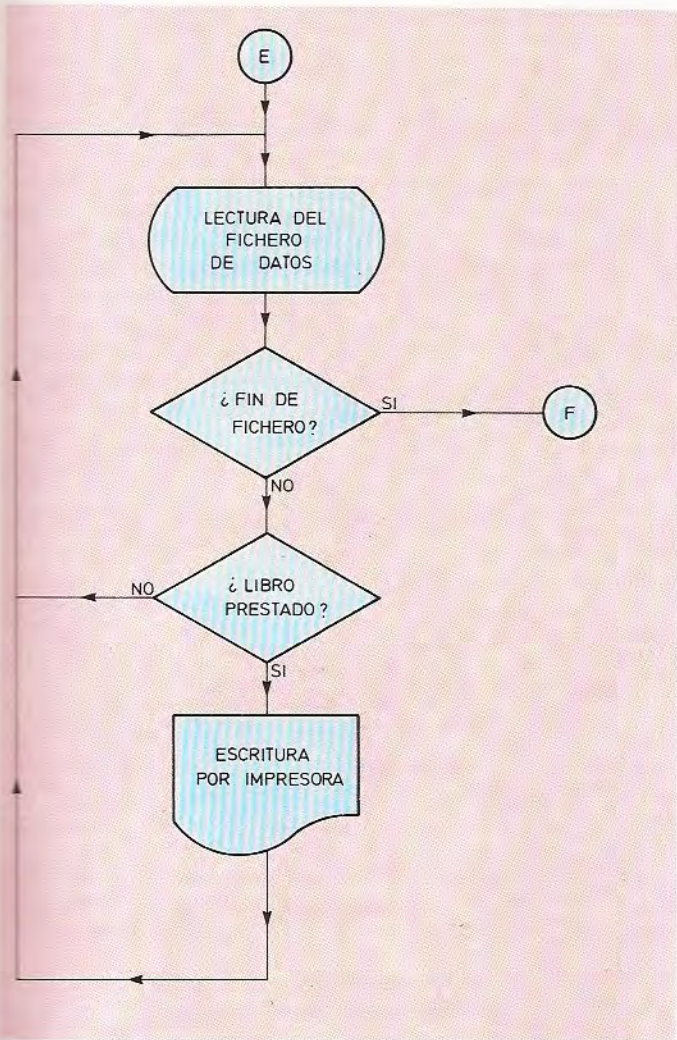 E
LECTURA DEL
FICHERO
DE DATOS
¿FIN DE
FICHERO?
SI
F
NO
¿LIBRO
PRESTADO?
NO
SI
ESCRITURA
POR IMPRESORA